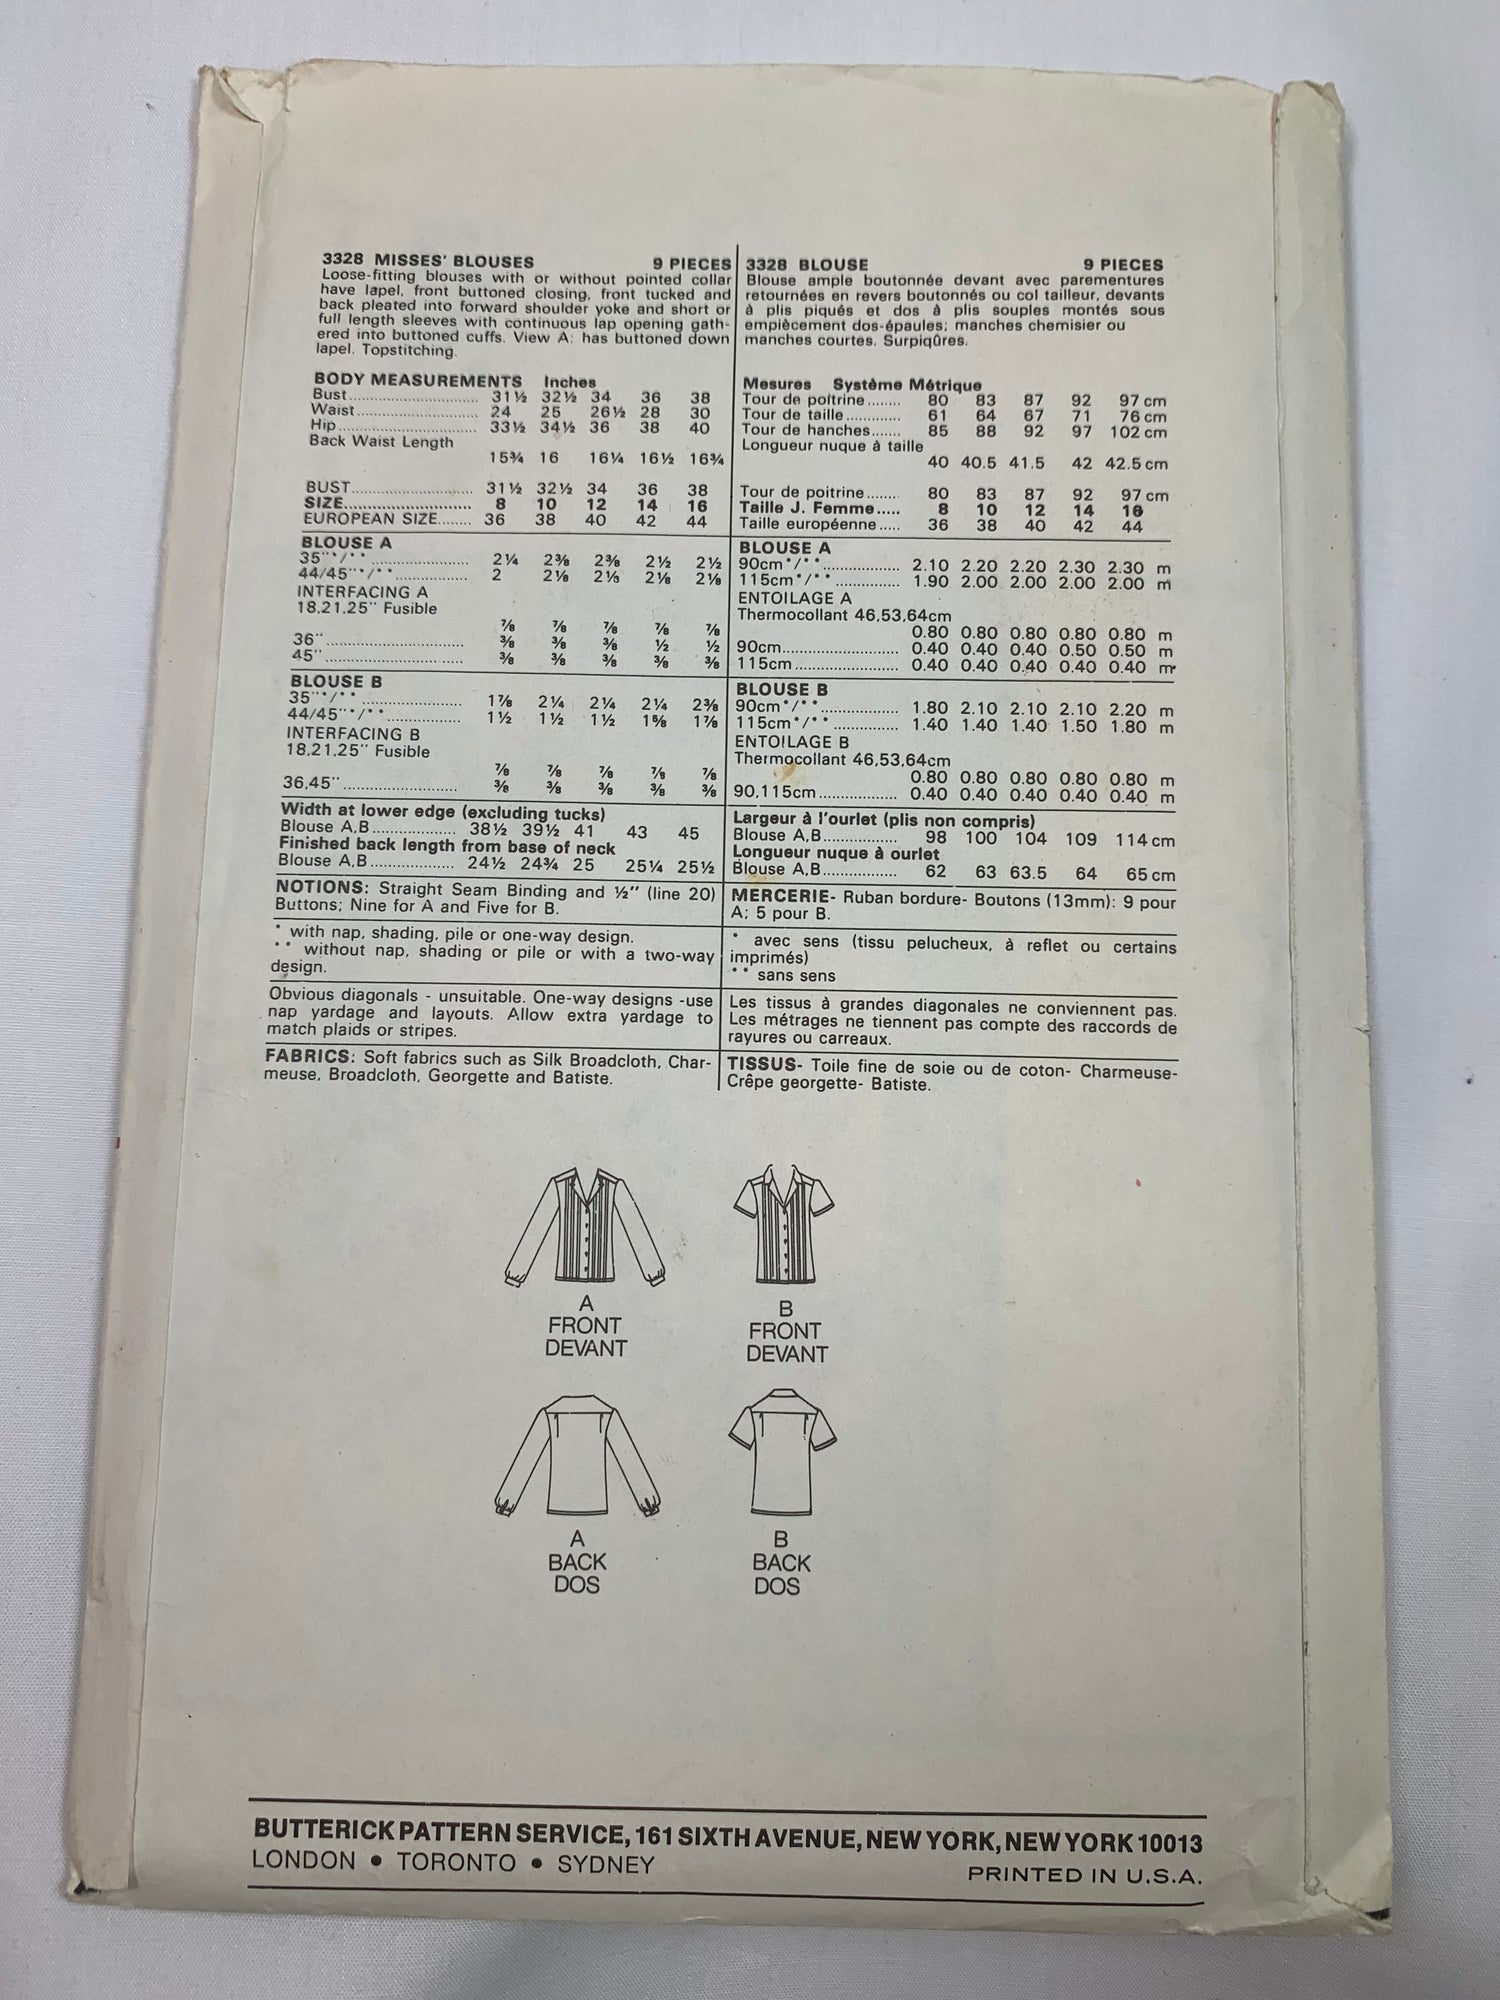 3328 MISSES' BLOUSES 9 PIECES
Loose-fitting blouses with or without pointed collar
have lapel, front buttoned closing, front tucked and
back pleated into forward shoulder yoke and short or
full length sleeves with continuous lap opening gath-
ered into buttoned cuffs. View A: has buttoned down
lapel. Topstitching.
BODY MEASUREMENTS Inches
Bust 31½ 32½ 34 36 38
Waist 24 25 26½ 28 30
Hip 33½ 34½ 36 38 40
Back Waist Length
15¾ 16 16¼ 16½ 16¾
BUST 31½ 32½ 34 36 38
SIZE 8 10 12 14 16
EUROPEAN SIZE 36 38 40 42 44
BLOUSE A
35"*/** 2¼ 2⅜ 2⅜ 2½ 2½
44/45"*/** 2 2⅛ 2⅛ 2⅛ 2⅛
INTERFACING A
18,21,25" Fusible
⅞ ⅞ ⅞ ⅞ ⅞
36" ⅜ ⅜ ⅜ ½ ½
45" ⅜ ⅜ ⅜ ⅜ ⅜
BLOUSE B
35"*/** 1⅞ 2¼ 2¼ 2¼ 2⅜
44/45"*/** 1½ 1½ 1½ 1⅝ 1⅞
INTERFACING B
18,21,25" Fusible
⅞ ⅞ ⅞ ⅞ ⅞
36,45" ⅜ ⅜ ⅜ ⅜ ⅜
Width at lower edge (excluding tucks)
Blouse A,B 38½ 39½ 41 43 45
Finished back length from base of neck
Blouse A,B 24½ 24¾ 25 25¼ 25½
NOTIONS: Straight Seam Binding and ½" (line 20)
Buttons; Nine for A and Five for B.
* with nap, shading, pile or one-way design.
** without nap, shading or pile or with a two-way
design.
Obvious diagonals - unsuitable. One-way designs -use
nap yardage and layouts. Allow extra yardage to
match plaids or stripes.
FABRICS: Soft fabrics such as Silk Broadcloth, Char-
meuse, Broadcloth, Georgette and Batiste.
3328 BLOUSE 9 PIECES
Blouse ample boutonnée devant avec parementures
retournées en revers boutonnés ou col tailleur, devants
à plis piqués et dos à plis souples montés sous
empiècement dos-épaules; manches chemisier ou
manches courtes. Surpiqûres.
Mesures Système Métrique
Tour de poitrine 80 83 87 92 97 cm
Tour de taille 61 64 67 71 76 cm
Tour de hanches 85 88 92 97 102 cm
Longueur nuque à taille
40 40.5 41.5 42 42.5 cm
Tour de poitrine 80 83 87 92 97 cm
Taille J. Femme 8 10 12 14 16
Taille européenne 36 38 40 42 44
BLOUSE A
90cm*/** 2.10 2.20 2.20 2.30 2.30 m
115cm*/** 1.90 2.00 2.00 2.00 2.00 m
ENTOILAGE A
Thermocollant 46,53,64cm
0.80 0.80 0.80 0.80 0.80 m
90cm 0.40 0.40 0.40 0.50 0.50 m
115cm 0.40 0.40 0.40 0.40 0.40 m
BLOUSE B
90cm*/** 1.80 2.10 2.10 2.10 2.20 m
115cm*/** 1.40 1.40 1.40 1.50 1.80 m
ENTOILAGE B
Thermocollant 46,53,64cm
0.80 0.80 0.80 0.80 0.80 m
90,115cm 0.40 0.40 0.40 0.40 0.40 m
Largeur à l'ourlet (plis non compris)
Blouse A,B 98 100 104 109 114 cm
Longueur nuque à ourlet
Blouse A,B 62 63 63.5 64 65 cm
MERCERIE- Ruban bordure- Boutons (13mm): 9 pour
A; 5 pour B.
* avec sens (tissu pelucheux, à reflet ou certains
imprimés)
** sans sens
Les tissus à grandes diagonales ne conviennent pas.
Les métrages ne tiennent pas compte des raccords de
rayures ou carreaux.
TISSUS- Toile fine de soie ou de coton- Charmeuse-
Crêpe georgette- Batiste.
A
FRONT
DEVANT
B
FRONT
DEVANT
A
BACK
DOS
B
BACK
DOS
BUTTERICK PATTERN SERVICE, 161 SIXTH AVENUE, NEW YORK, NEW YORK 10013
LONDON • TORONTO • SYDNEY PRINTED IN U.S.A.